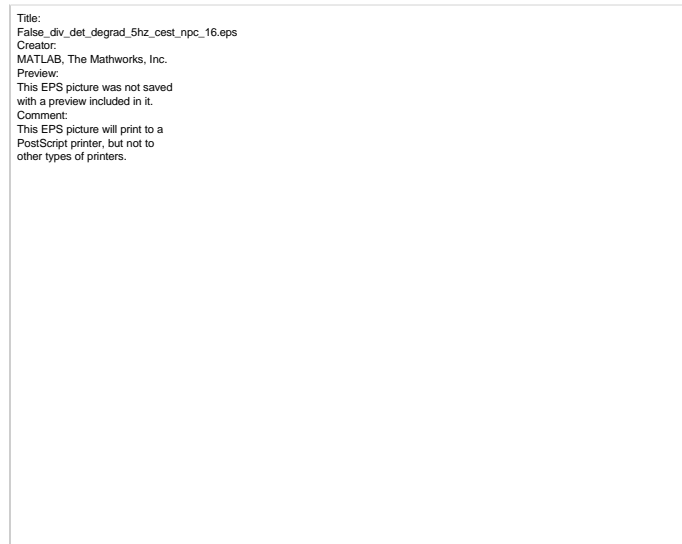 Title:
False_div_det_degrad_5hz_cest_npc_16.eps
Creator:
MATLAB, The Mathworks, Inc.
Preview:
This EPS picture was not saved
with a preview included in it.
Comment:
This EPS picture will print to a
PostScript printer, but not to
other types of printers.